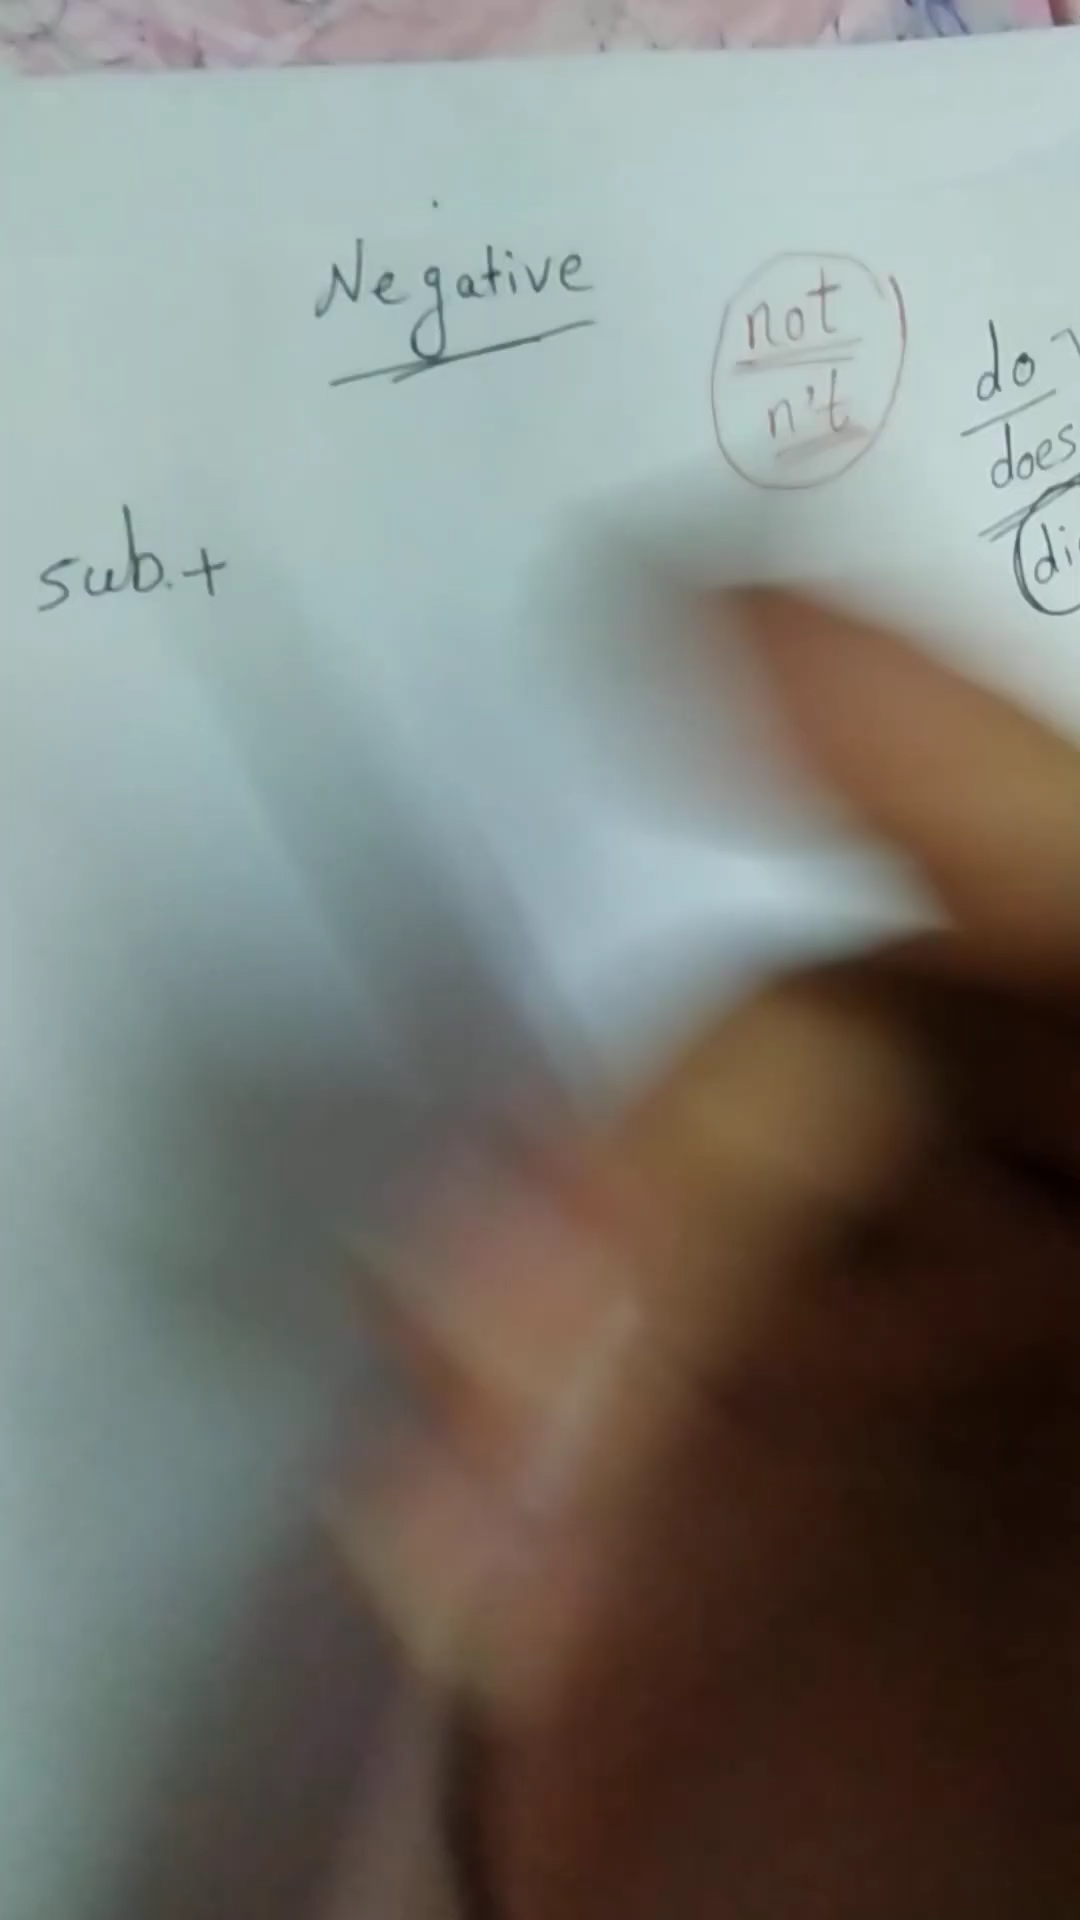 Negative
not
n't
do
does
sub. +